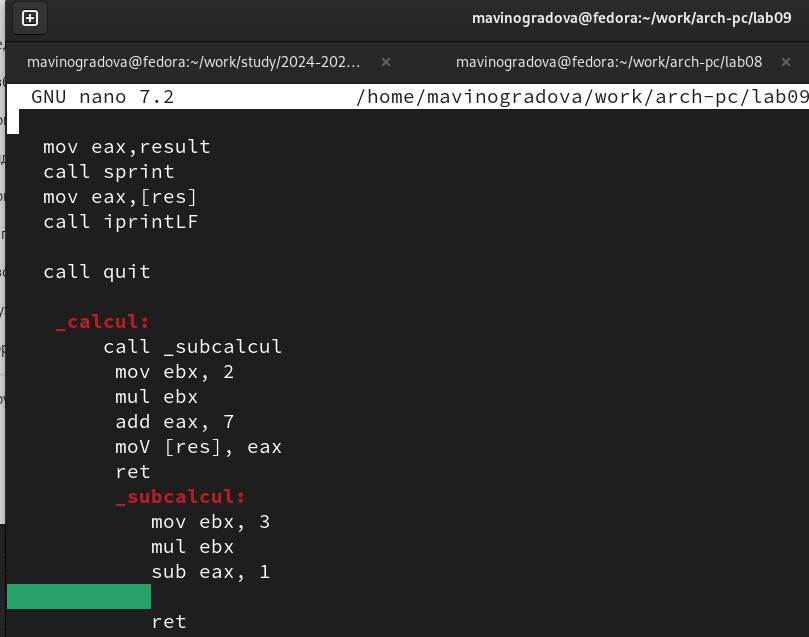 mavinogradova@fedora:~/work/arch-pc/lab09
mavinogradova@fedora:~/work/study/2024-202… × mavinogradova@fedora:~/work/arch-pc/lab08 ×
GNU nano 7.2 /home/mavinogradova/work/arch-pc/lab09
mov eax,result
call sprint
mov eax,[res]
call iprintLF
call quit
_calcul:
call _subcalcul
mov ebx, 2
mul ebx
add eax, 7
moV [res], eax
ret
_subcalcul:
mov ebx, 3
mul ebx
sub eax, 1
ret